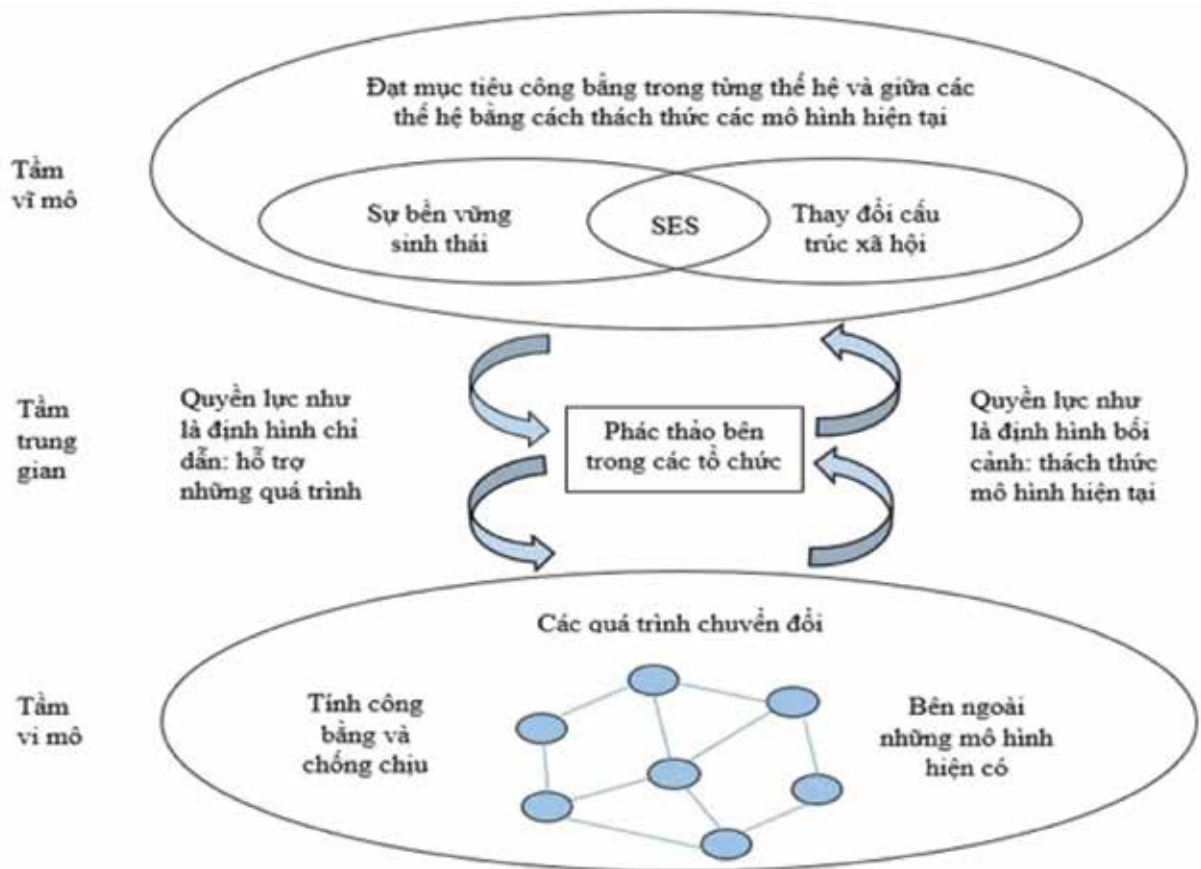 Đạt mục tiêu công bằng trong từng thế hệ và giữa các
thế hệ bằng cách thách thức các mô hình hiện tại
Tầm
vĩ mô
Sự bền vững
sinh thái
SES
Thay đổi cấu
trúc xã hội
Tầm
trung
gian
Quyền lực như
là định hình chỉ
dẫn: hỗ trợ
những quá trình
Phác thảo bên
trong các tổ chức
Quyền lực như
là định hình bối
cảnh: thách thức
mô hình hiện tại
Các quá trình chuyển đổi
Tầm
vi mô
Tính công
bằng và
chống chịu
Bên ngoài
những mô hình
hiện có